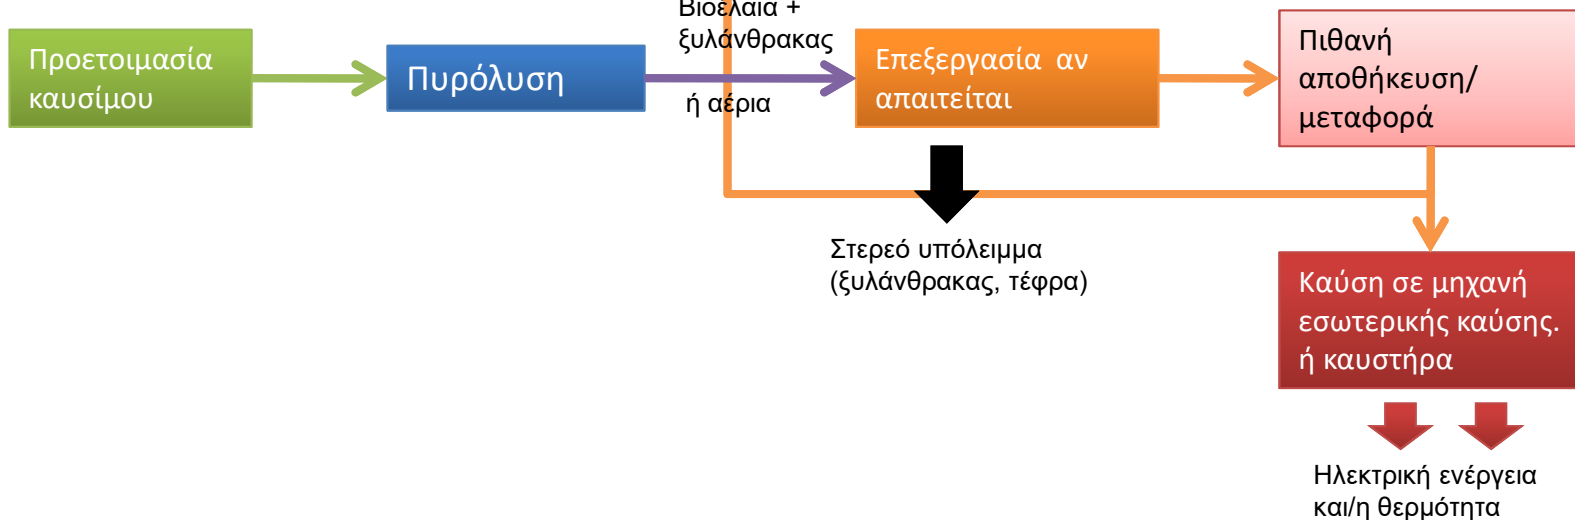 Προετοιμασία
καυσίμου
Πυρόλυση
Βιοέλαια +
ξυλάνθρακας
ή αέρια
Επεξεργασία αν
απαιτείται
Πιθανή
αποθήκευση/
μεταφορά
Στερεό υπόλειμμα
(ξυλάνθρακας, τέφρα)
Καύση σε μηχανή
εσωτερικής καύσης.
ή καυστήρα
Ηλεκτρική ενέργεια
και/η θερμότητα